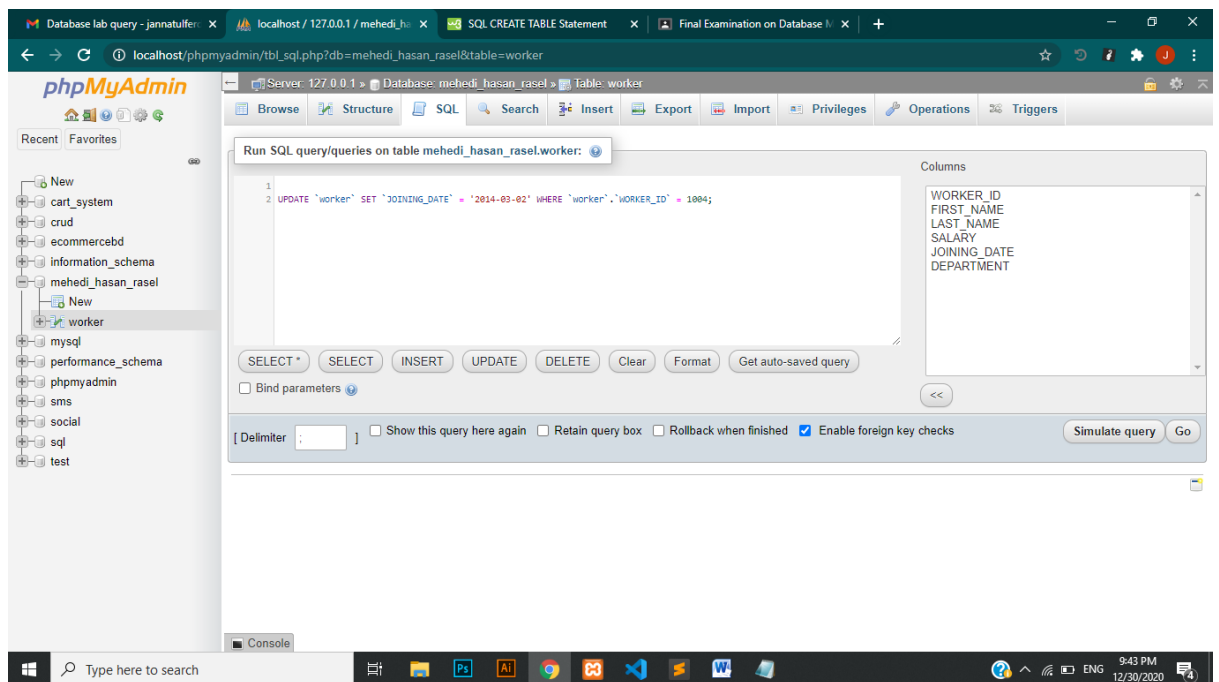 Database lab query - jannatulferd
localhost / 127.0.0.1 / mehedi_ha
SQL CREATE TABLE Statement
Final Examination on Database M
localhost/phpmyadmin/tbl_sql.php?db=mehedi_hasan_rasel&table=worker
J
phpMyAdmin
Recent Favorites
New
cart_system
crud
ecommercebd
information_schema
mehedi_hasan_rasel
New
worker
mysql
performance_schema
phpmyadmin
sms
social
sql
test
Server: 127.0.0.1 » Database: mehedi_hasan_rasel » Table: worker
Browse Structure SQL Search Insert Export Import Privileges Operations Triggers
Run SQL query/queries on table mehedi_hasan_rasel.worker:
1
2 UPDATE `worker` SET `JOINING_DATE` = '2014-03-02' WHERE `worker`.`WORKER_ID` = 1004;
Columns
WORKER_ID
FIRST_NAME
LAST_NAME
SALARY
JOINING_DATE
DEPARTMENT
SELECT * SELECT INSERT UPDATE DELETE Clear Format Get auto-saved query
Bind parameters
<<
[ Delimiter ; ] Show this query here again Retain query box Rollback when finished Enable foreign key checks Simulate query Go
Console
Type here to search
Ps
Ai
W
ENG
9:43 PM
12/30/2020
4